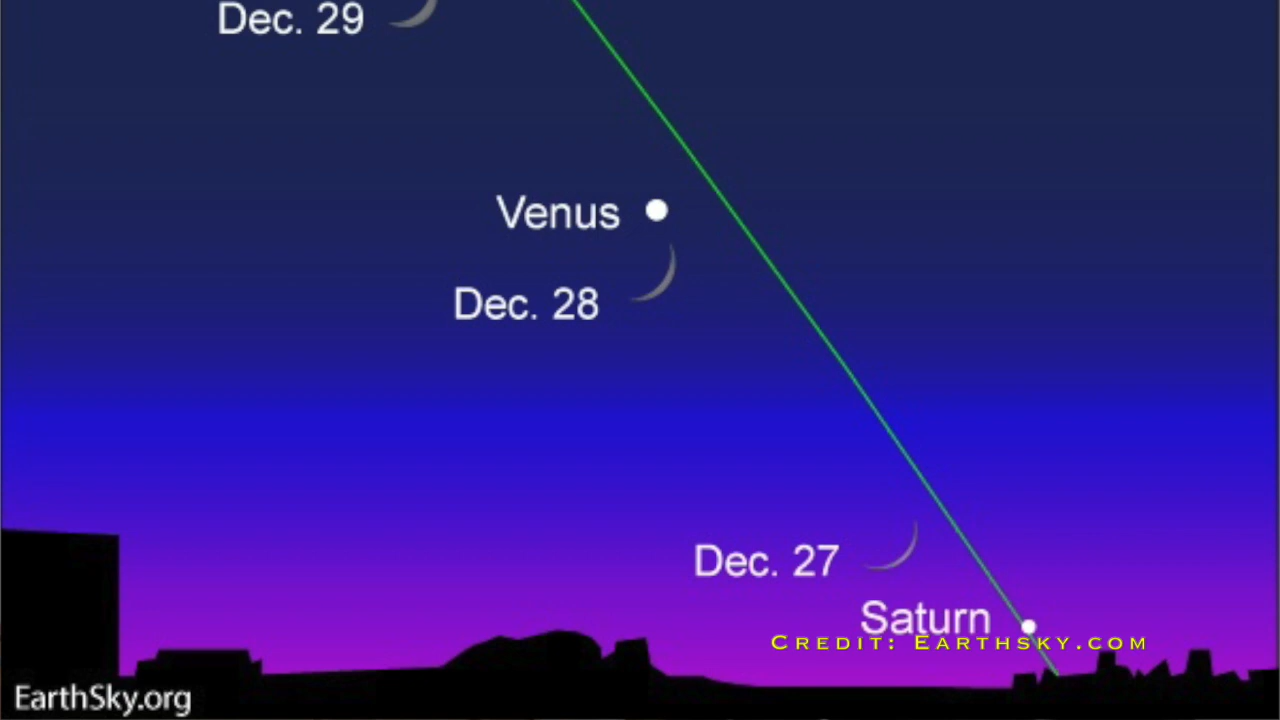 Dec. 29
Venus
Dec. 28
Dec. 27
Saturn
Credit: Earthsky.com
EarthSky.org